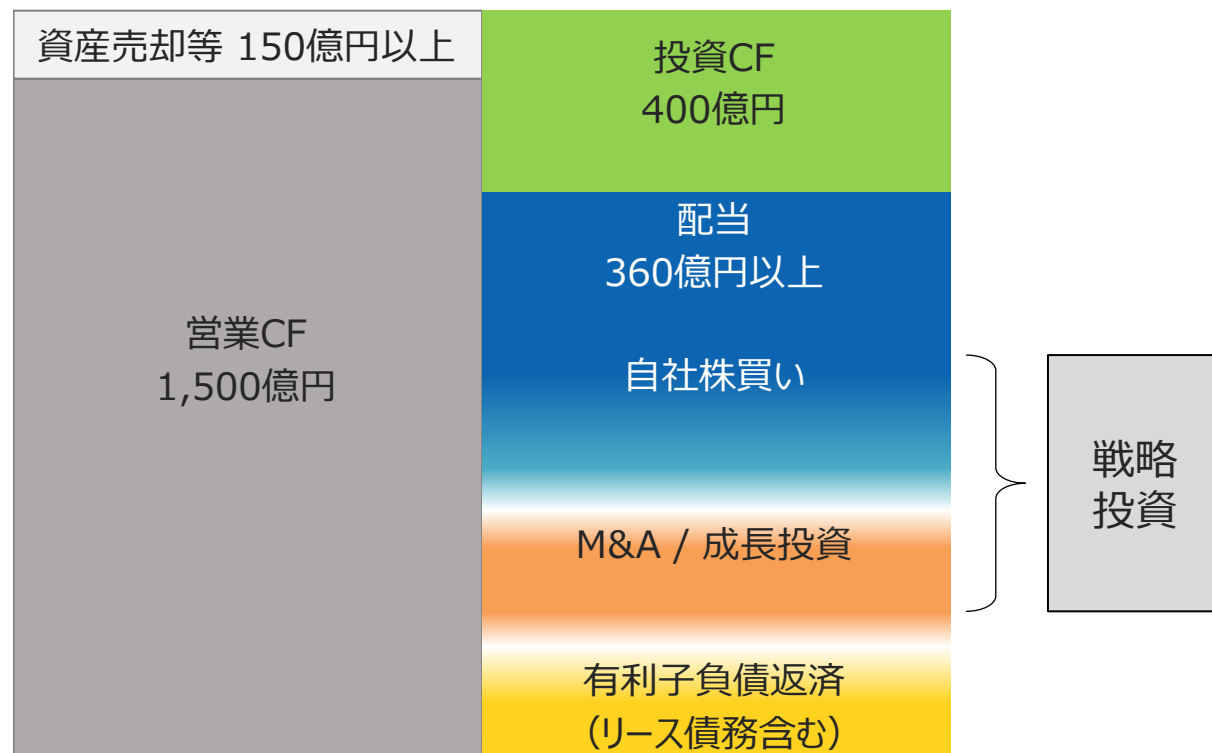 資産売却等 150億円以上
営業CF
1,500億円
投資CF
400億円
配当
360億円以上
自社株買い
M&A / 成長投資
有利子負債返済
(リース債務含む)
戦略
投資